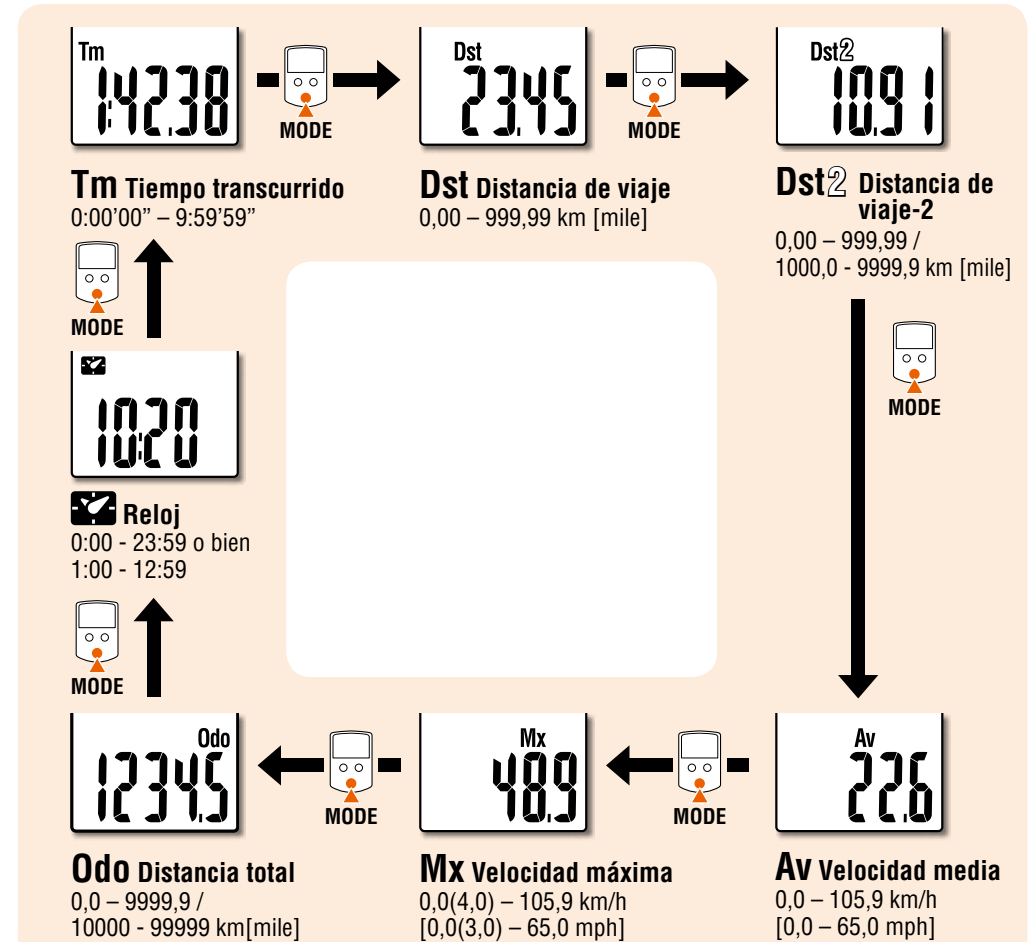 Tm
1:42.38
MODE
Dst
23.45
MODE
Dst2
10.91
Tm Tiempo transcurrido
0:00’00” – 9:59’59”
Dst Distancia de viaje
0,00 – 999,99 km [mile]
Dst2 Distancia de
viaje-2
0,00 – 999,99 /
1000,0 - 9999,9 km [mile]
MODE
MODE
10:20
Reloj
0:00 - 23:59 o bien
1:00 - 12:59
MODE
Odo
1234.5
MODE
Mx
48.9
MODE
Av
22.6
Odo Distancia total
0,0 – 9999,9 /
10000 - 99999 km[mile]
Mx Velocidad máxima
0,0(4,0) – 105,9 km/h
[0,0(3,0) – 65,0 mph]
Av Velocidad media
0,0 – 105,9 km/h
[0,0 – 65,0 mph]